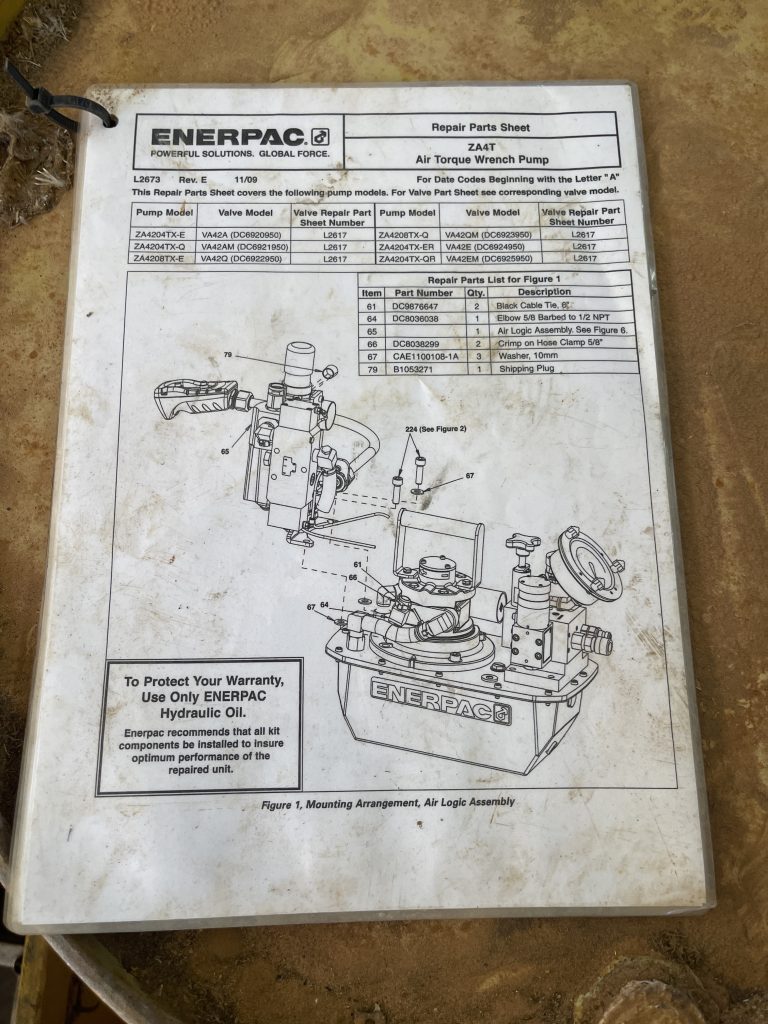 ENERPAC
POWERFUL SOLUTIONS. GLOBAL FORCE.
Repair Parts Sheet
ZA4T
Air Torque Wrench Pump
L2673 Rev. E 11/09 For Date Codes Beginning with the Letter "A"
This Repair Parts Sheet covers the following pump models. For Valve Part Sheet see corresponding valve model.
Pump Model Valve Model Valve Repair Part Sheet Number Pump Model Valve Model Valve Repair Part Sheet Number
ZA4204TX-E VA42A (DC6920950) L2617 ZA4208TX-Q VA42QM (DC6923950) L2617
ZA4204TX-Q VA42AM (DC6921950) L2617 ZA4204TX-ER VA42E (DC6924950) L2617
ZA4208TX-E VA42Q (DC6922950) L2617 ZA4204TX-QR VA42EM (DC6925950) L2617
Repair Parts List for Figure 1
Item Part Number Qty. Description
61 DC9876647 2 Black Cable Tie, 6"
64 DC8036038 1 Elbow 5/8 Barbed to 1/2 NPT
65 1 Air Logic Assembly. See Figure 6.
66 DC8038299 2 Crimp on Hose Clamp 5/8"
67 CAE1100108-1A 3 Washer, 10mm
79 B1053271 1 Shipping Plug
79
65
224 (See Figure 2)
67
61
66
64
67
ENERPAC
To Protect Your Warranty,
Use Only ENERPAC
Hydraulic Oil.
Enerpac recommends that all kit
components be installed to insure
optimum performance of the
repaired unit.
Figure 1, Mounting Arrangement, Air Logic Assembly